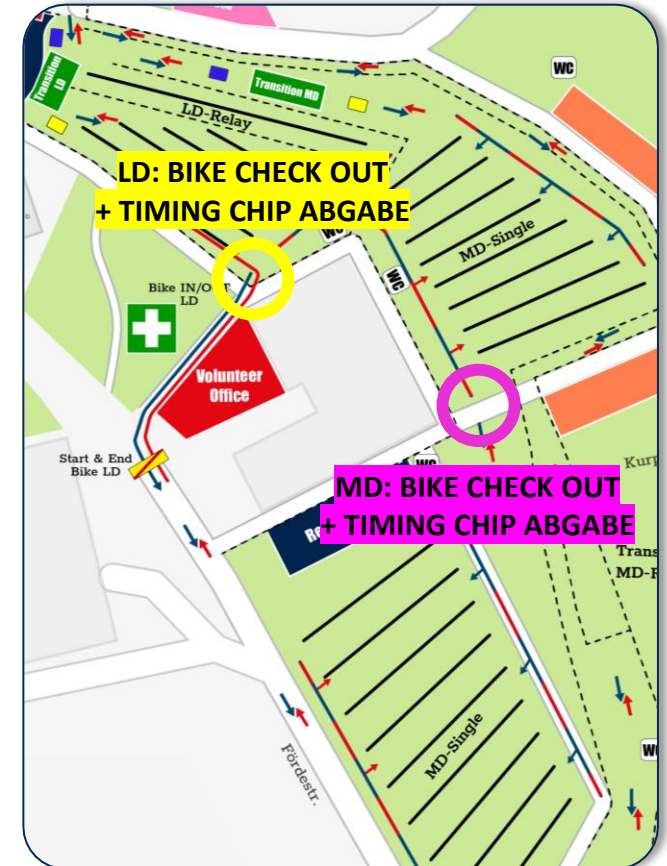 Transition
LD
Transition MD
WC
LD-Relay
LD: BIKE CHECK OUT
+ TIMING CHIP ABGABE
MD-Single
WC
Bike IN/OUT
LD
Volunteer
Office
Start & End
Bike LD
WC
MD: BIKE CHECK OUT
+ TIMING CHIP ABGABE
MD-Single
Fördestr.